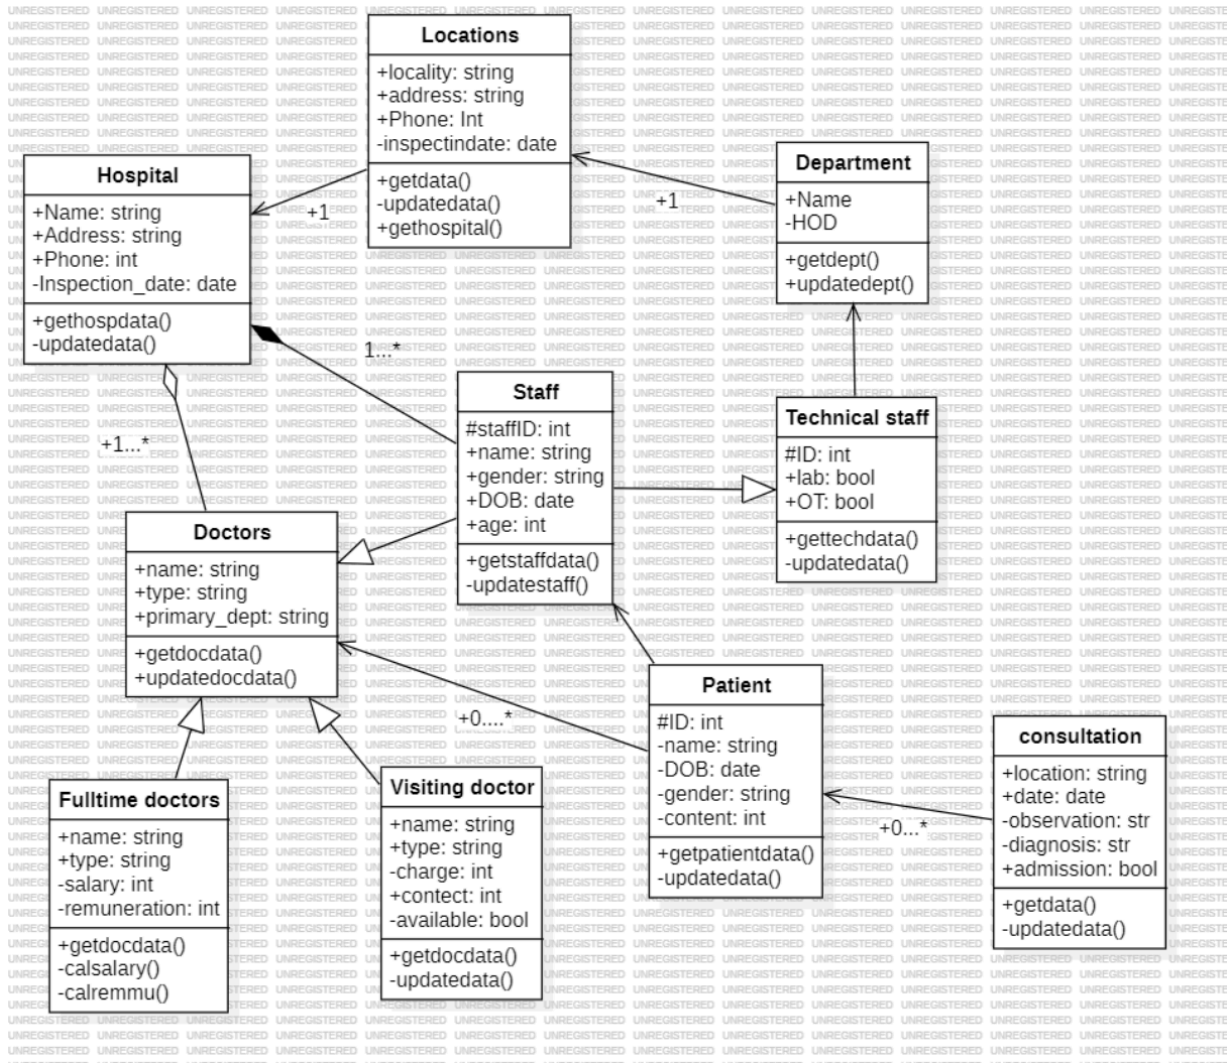 Locations
+locality: string
+address: string
+Phone: Int
-inspectindate: date
+getdata()
-updatedata()
+gethospital()
Hospital
+Name: string
+Address: string
+Phone: int
-Inspection_date: date
+gethospdata()
-updatedata()
+1
+1
Department
+Name
-HOD
+getdept()
+updatedept()
1...*
+1...*
Staff
#staffID: int
+name: string
+gender: string
+DOB: date
+age: int
+getstaffdata()
-updatestaff()
Technical staff
#ID: int
+lab: bool
+OT: bool
+gettechdata()
-updatedata()
Doctors
+name: string
+type: string
+primary_dept: string
+getdocdata()
+updatedocdata()
+0....*
Patient
#ID: int
-name: string
-DOB: date
-gender: string
-content: int
+getpatientdata()
-updatedata()
+0...*
consultation
+location: string
+date: date
-observation: str
-diagnosis: str
+admission: bool
+getdata()
-updatedata()
Fulltime doctors
+name: string
+type: string
-salary: int
-remuneration: int
+getdocdata()
-calsalary()
-calremmu()
Visiting doctor
+name: string
+type: string
-charge: int
+contect: int
-available: bool
+getdocdata()
-updatedata()
UNREGISTERED